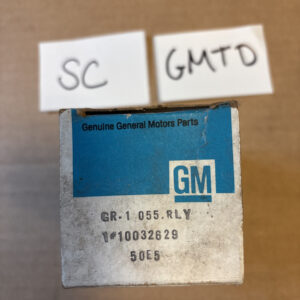 SC
GMTD
Genuine General Motors Parts
GM
GR-1 055.RLY
1#10032629
50E5